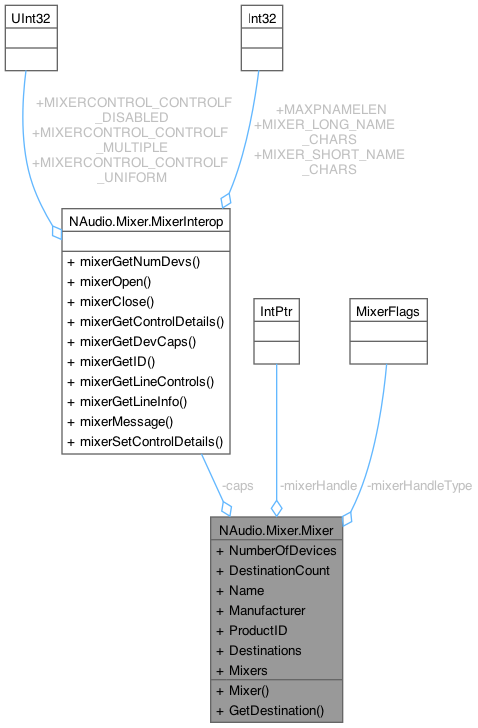 UInt32
Int32
+MIXERCONTROL_CONTROLF
_DISABLED
+MIXERCONTROL_CONTROLF
_MULTIPLE
+MIXERCONTROL_CONTROLF
_UNIFORM
+MAXPNAMELEN
+MIXER_LONG_NAME
_CHARS
+MIXER_SHORT_NAME
_CHARS
NAudio.Mixer.MixerInterop
+ mixerGetNumDevs()
+ mixerOpen()
+ mixerClose()
+ mixerGetControlDetails()
+ mixerGetDevCaps()
+ mixerGetID()
+ mixerGetLineControls()
+ mixerGetLineInfo()
+ mixerMessage()
+ mixerSetControlDetails()
IntPtr
MixerFlags
-caps
-mixerHandle
-mixerHandleType
NAudio.Mixer.Mixer
+ NumberOfDevices
+ DestinationCount
+ Name
+ Manufacturer
+ ProductID
+ Destinations
+ Mixers
+ Mixer()
+ GetDestination()